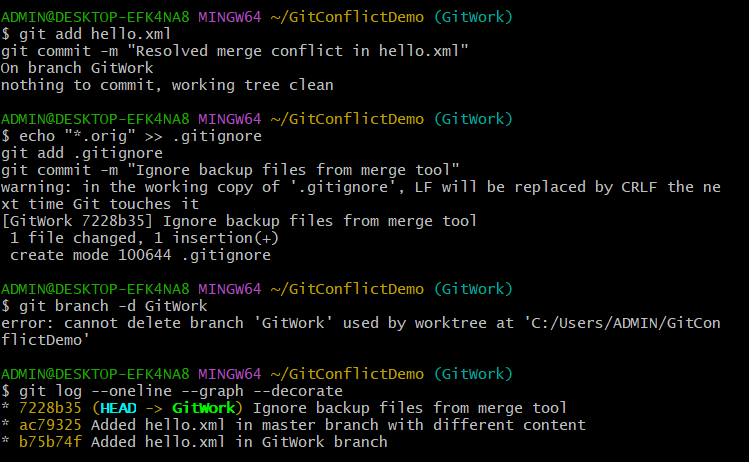 ADMIN@DESKTOP-EFK4NA8 MINGW64 ~/GitConflictDemo (GitWork)
$ git add hello.xml
git commit -m "Resolved merge conflict in hello.xml"
On branch GitWork
nothing to commit, working tree clean
ADMIN@DESKTOP-EFK4NA8 MINGW64 ~/GitConflictDemo (GitWork)
$ echo "*.orig" >> .gitignore
git add .gitignore
git commit -m "Ignore backup files from merge tool"
warning: in the working copy of '.gitignore', LF will be replaced by CRLF the ne
xt time Git touches it
[GitWork 7228b35] Ignore backup files from merge tool
 1 file changed, 1 insertion(+)
 create mode 100644 .gitignore
ADMIN@DESKTOP-EFK4NA8 MINGW64 ~/GitConflictDemo (GitWork)
$ git branch -d GitWork
error: cannot delete branch 'GitWork' used by worktree at 'C:/Users/ADMIN/GitCon
flictDemo'
ADMIN@DESKTOP-EFK4NA8 MINGW64 ~/GitConflictDemo (GitWork)
$ git log --oneline --graph --decorate
* 7228b35 (HEAD -> GitWork) Ignore backup files from merge tool
* ac79325 Added hello.xml in master branch with different content
* b75b74f Added hello.xml in GitWork branch